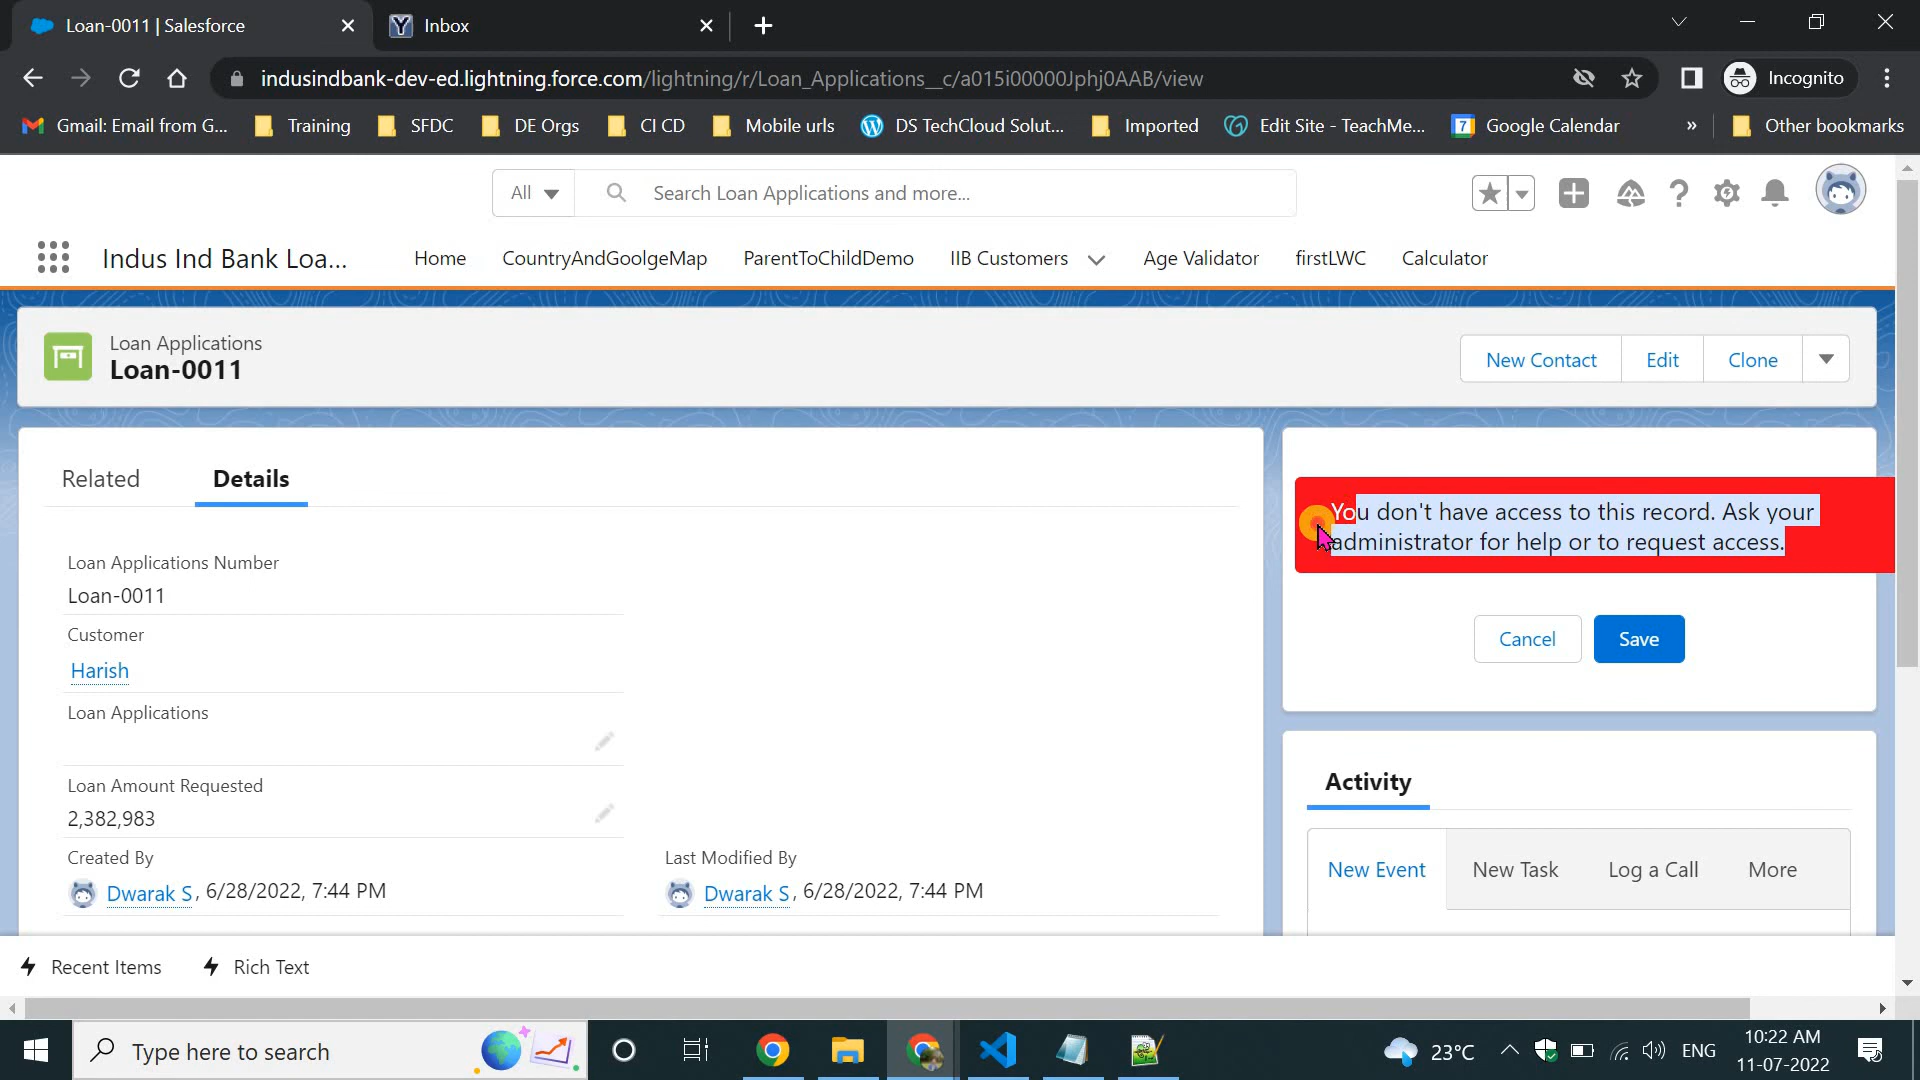 Loan-0011 | Salesforce
Inbox
indusindbank-dev-ed.lightning.force.com/lightning/r/Loan_Applications__c/a015i00000Jphj0AAB/view
Incognito
Gmail: Email from G...
Training
SFDC
DE Orgs
CI CD
Mobile urls
DS TechCloud Solut...
Imported
Edit Site - TeachMe...
7
Google Calendar
»
Other bookmarks
All
Search Loan Applications and more...
Indus Ind Bank Loa...
Home
CountryAndGoolgeMap
ParentToChildDemo
IIB Customers
Age Validator
firstLWC
Calculator
Loan Applications
Loan-0011
New Contact
Edit
Clone
Related
Details
You don't have access to this record. Ask your
administrator for help or to request access.
Cancel
Save
Loan Applications Number
Loan-0011
Customer
Harish
Loan Applications
Loan Amount Requested
2,382,983
Created By
Dwarak S, 6/28/2022, 7:44 PM
Last Modified By
Dwarak S, 6/28/2022, 7:44 PM
Activity
New Event
New Task
Log a Call
More
Recent Items
Rich Text
Type here to search
23°C
ENG
10:22 AM
11-07-2022